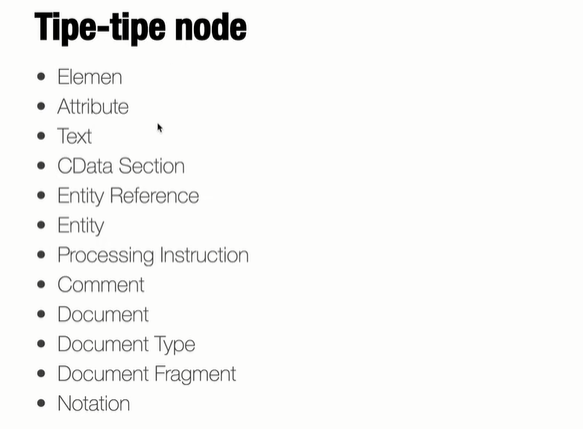 Tipe-tipe node
• Elemen
• Attribute
• Text
• CData Section
• Entity Reference
• Entity
• Processing Instruction
• Comment
• Document
• Document Type
• Document Fragment
• Notation